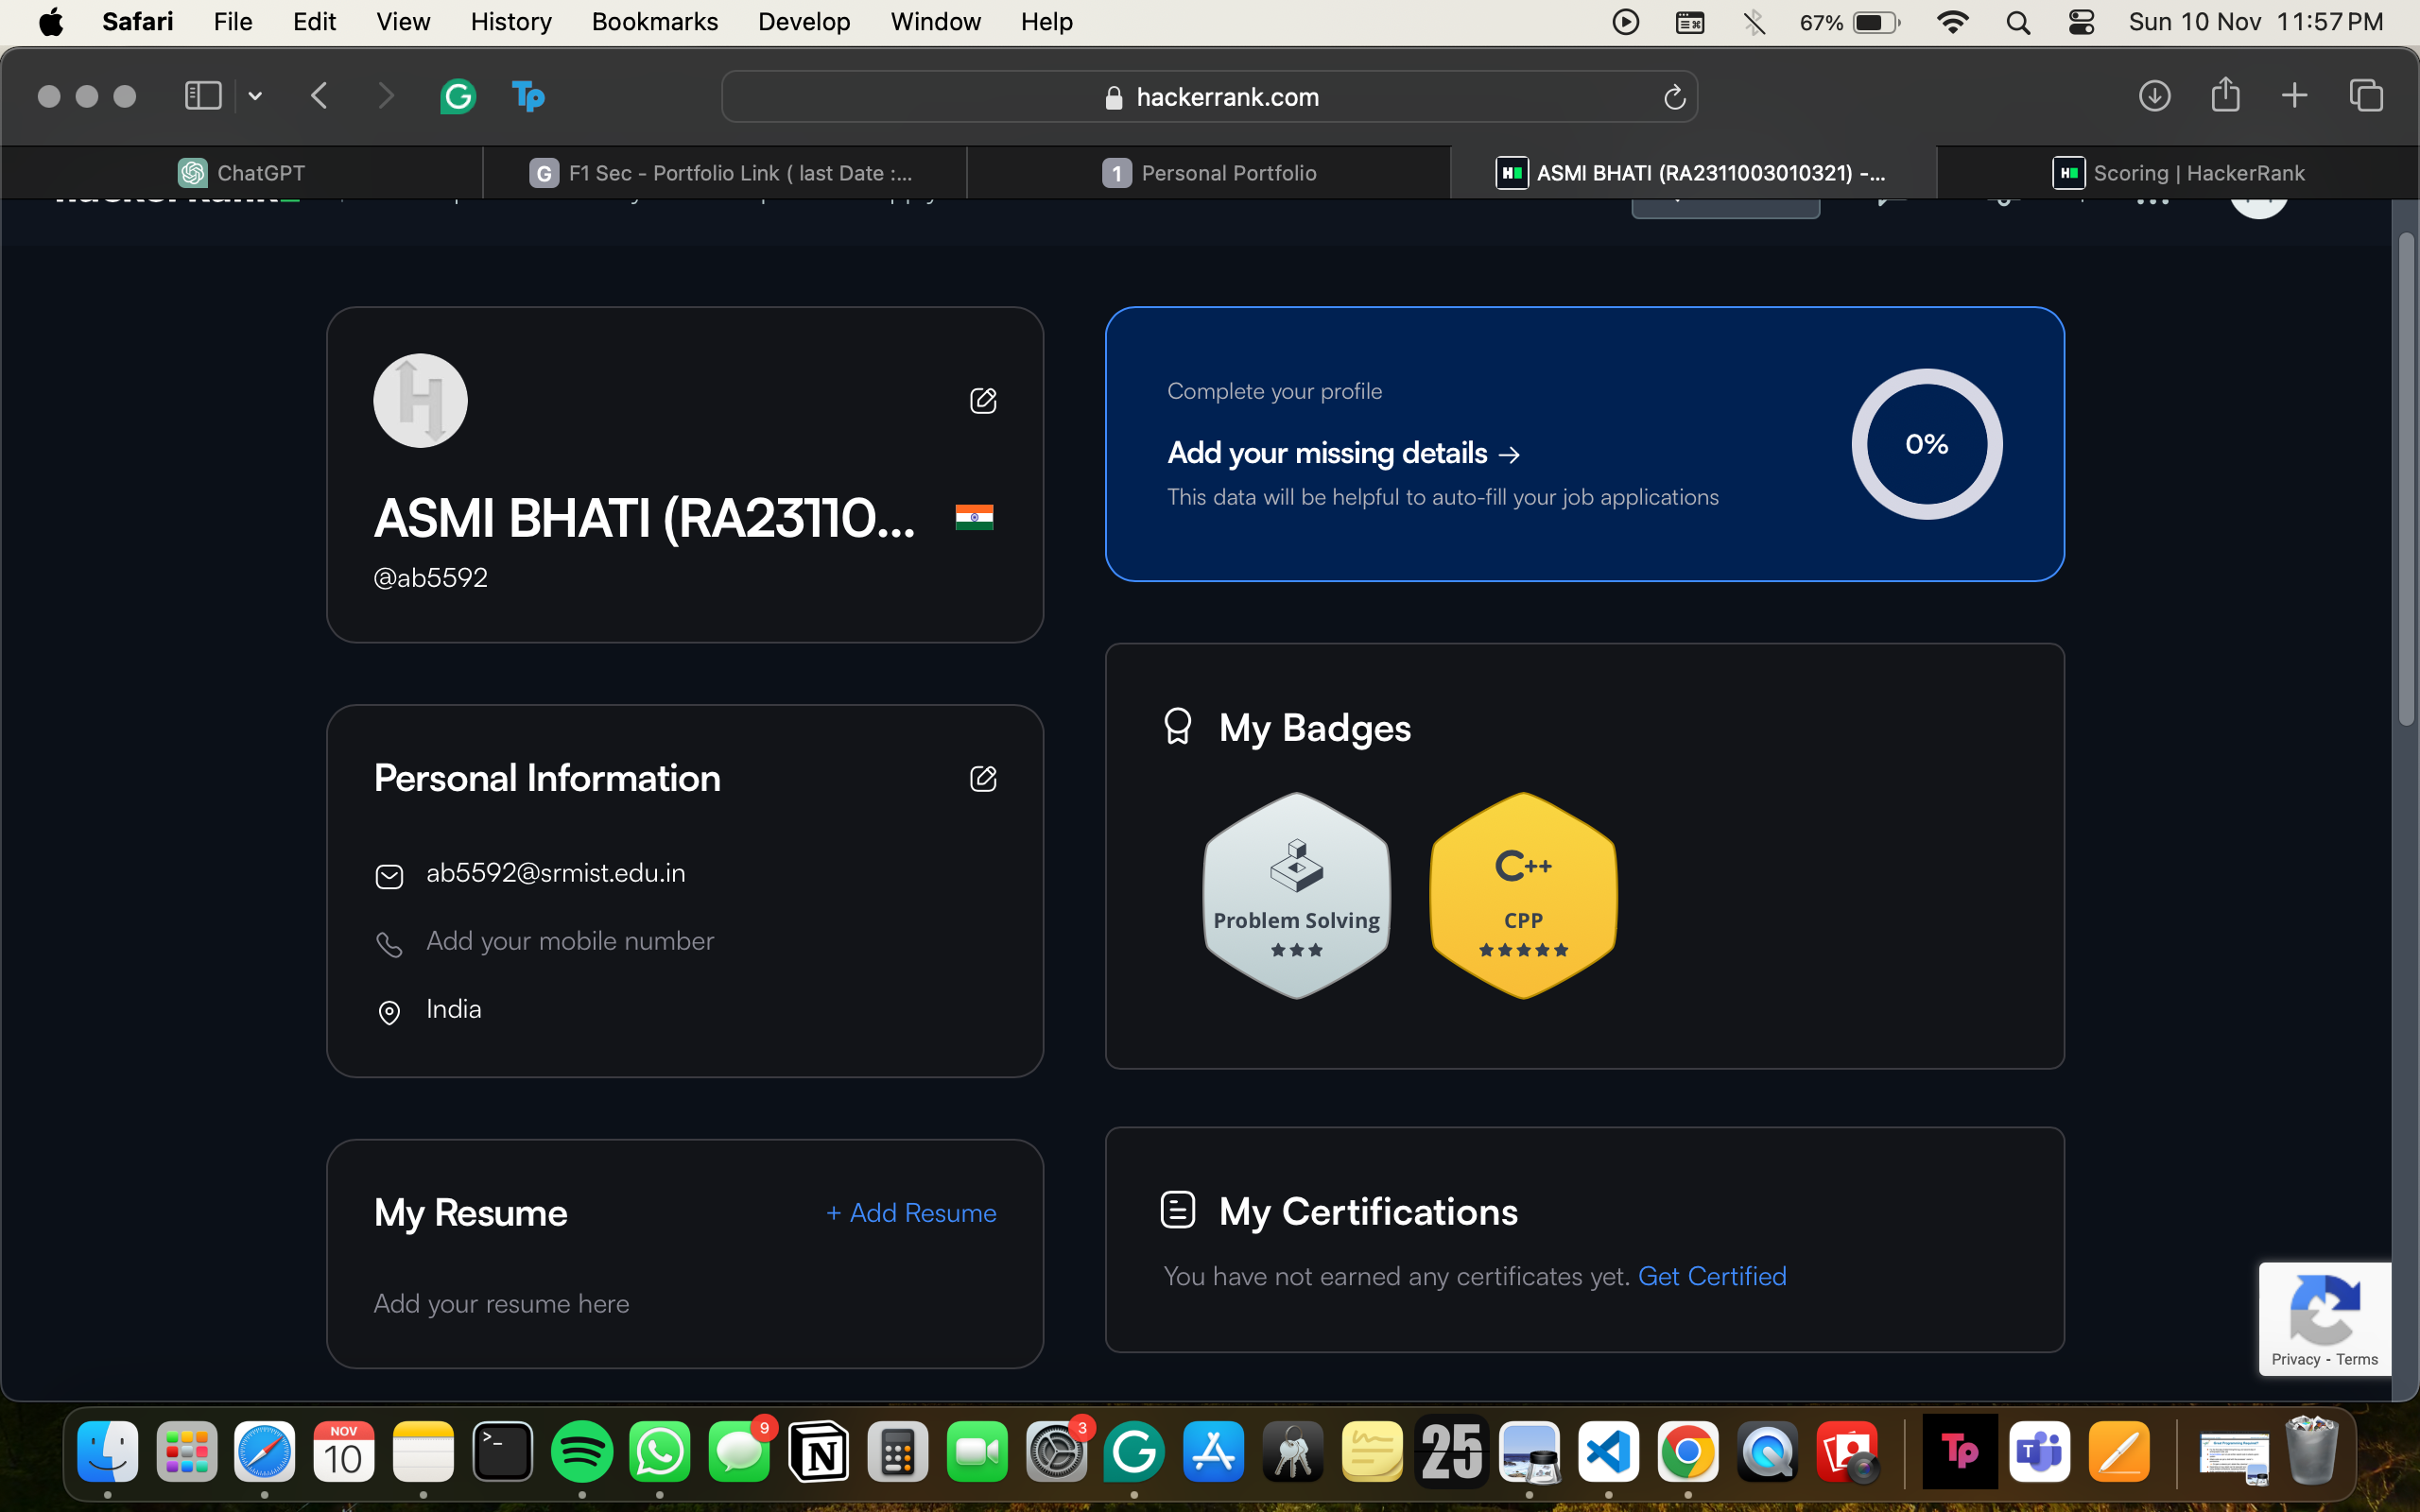 Safari File Edit View History Bookmarks Develop Window Help 67% Sun 10 Nov 11:57 PM
hackerrank.com
ChatGPT
G F1 Sec - Portfolio Link ( last Date :...
1 Personal Portfolio
ASMI BHATI (RA2311003010321) -...
Scoring | HackerRank
ASMI BHATI (RA23110...
@ab5592
Complete your profile
Add your missing details →
This data will be helpful to auto-fill your job applications
0%
Personal Information
ab5592@srmist.edu.in
Add your mobile number
India
My Badges
C++
Problem Solving
CPP
My Resume
+ Add Resume
Add your resume here
My Certifications
You have not earned any certificates yet. Get Certified
Privacy - Terms
NOV
10
9
3
25
Tp